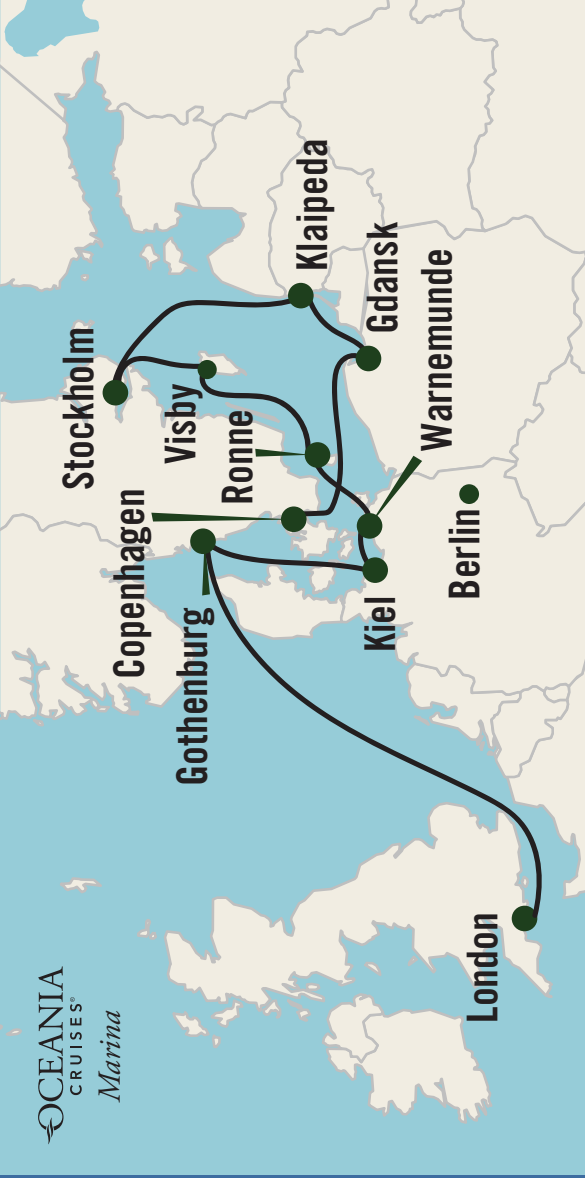 OCEANIA
CRUISES®
Marina
Stockholm
Copenhagen
Visby
Gothenburg
Ronne
Klaipeda
Gdansk
Kiel
Warnemunde
Berlin
London